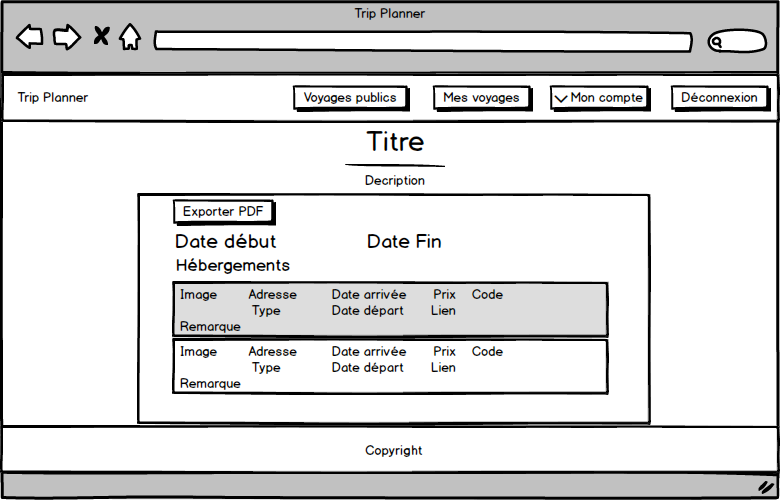 Trip Planner
Trip Planner Voyages publics Mes voyages Mon compte Déconnexion
Titre
Decription
Exporter PDF
Date début Date Fin
Hébergements
Image Adresse Date arrivée Prix Code
Type Date départ Lien
Remarque
Image Adresse Date arrivée Prix Code
Type Date départ Lien
Remarque
Copyright